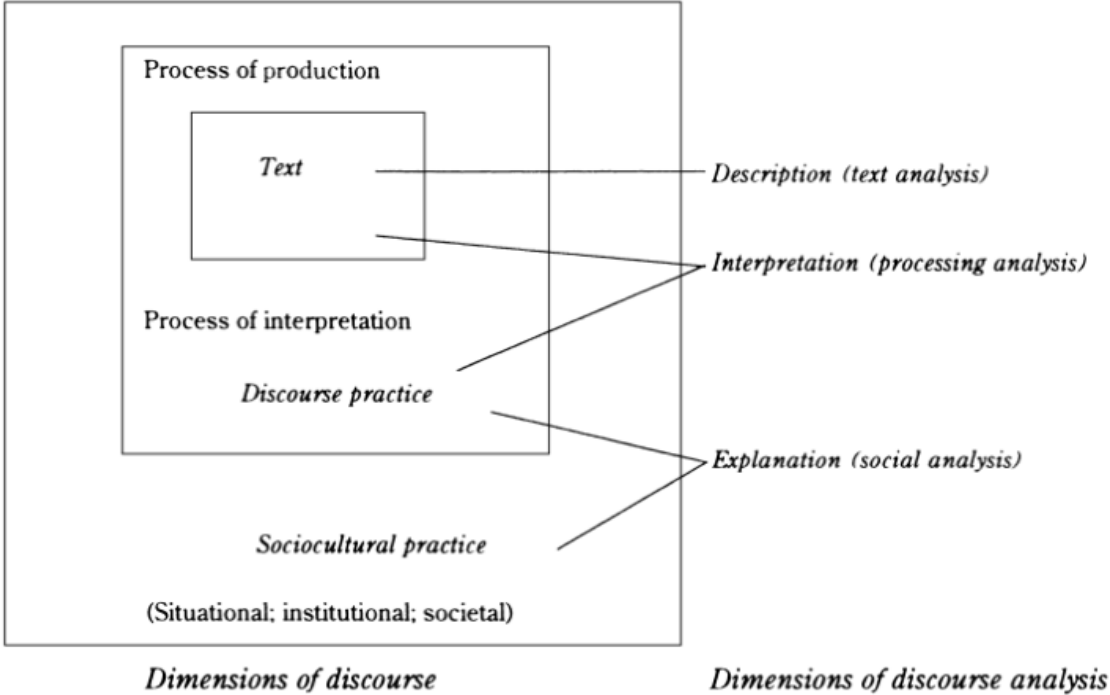 Process of production
Text
Description (text analysis)
Interpretation (processing analysis)
Process of interpretation
Discourse practice
Explanation (social analysis)
Sociocultural practice
(Situational; institutional; societal)
Dimensions of discourse
Dimensions of discourse analysis